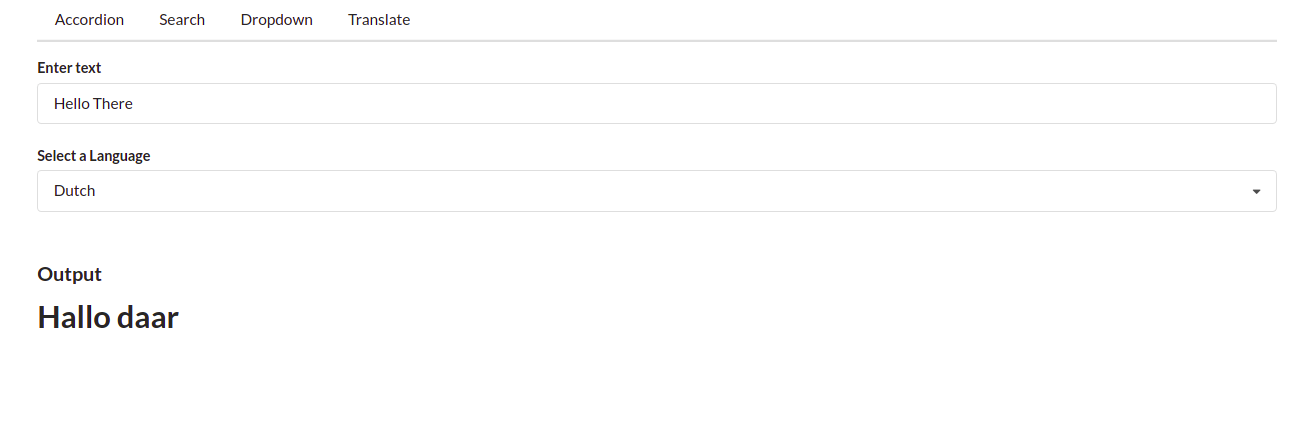 Accordion Search Dropdown Translate
Enter text
Hello There
Select a Language
Dutch
Output
Hallo daar